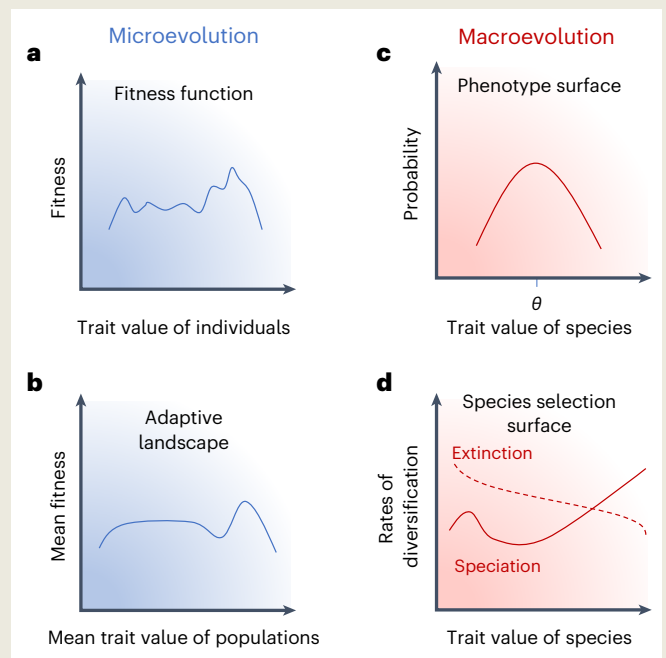 Microevolution
a
Fitness function
Fitness
Trait value of individuals
b
Adaptive
landscape
Mean fitness
Mean trait value of populations
Macroevolution
c
Phenotype surface
Probability
θ
Trait value of species
d
Species selection
surface
Extinction
Rates of
diversification
Speciation
Trait value of species